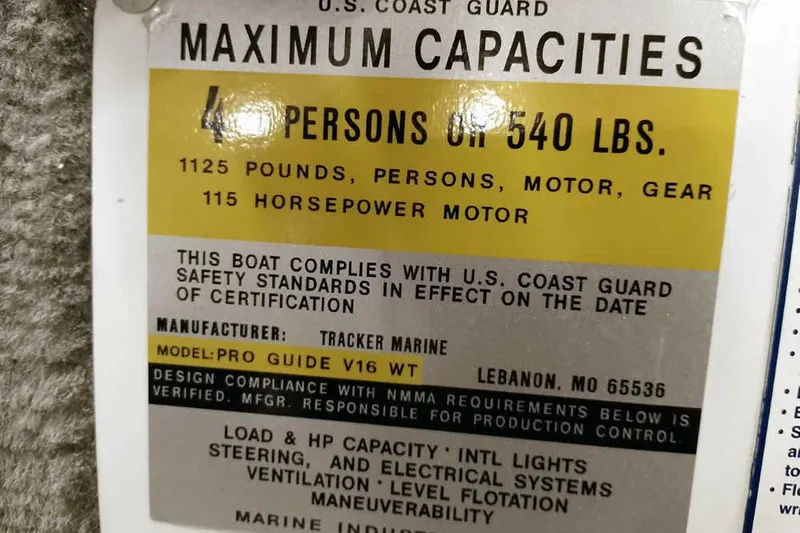 U.S. COAST GUARD
MAXIMUM CAPACITIES
4 PERSONS OR 540 LBS.
1125 POUNDS, PERSONS, MOTOR, GEAR
115 HORSEPOWER MOTOR
THIS BOAT COMPLIES WITH U.S. COAST GUARD
SAFETY STANDARDS IN EFFECT ON THE DATE
OF CERTIFICATION
MANUFACTURER: TRACKER MARINE
MODEL: PRO GUIDE V16 WT
LEBANON, MO 65536
DESIGN COMPLIANCE WITH NMMA REQUIREMENTS BELOW IS
VERIFIED. MFGR. RESPONSIBLE FOR PRODUCTION CONTROL.
LOAD & HP CAPACITY * INTL LIGHTS
STEERING, AND ELECTRICAL SYSTEMS
VENTILATION * LEVEL FLOTATION
MANEUVERABILITY
MARINE